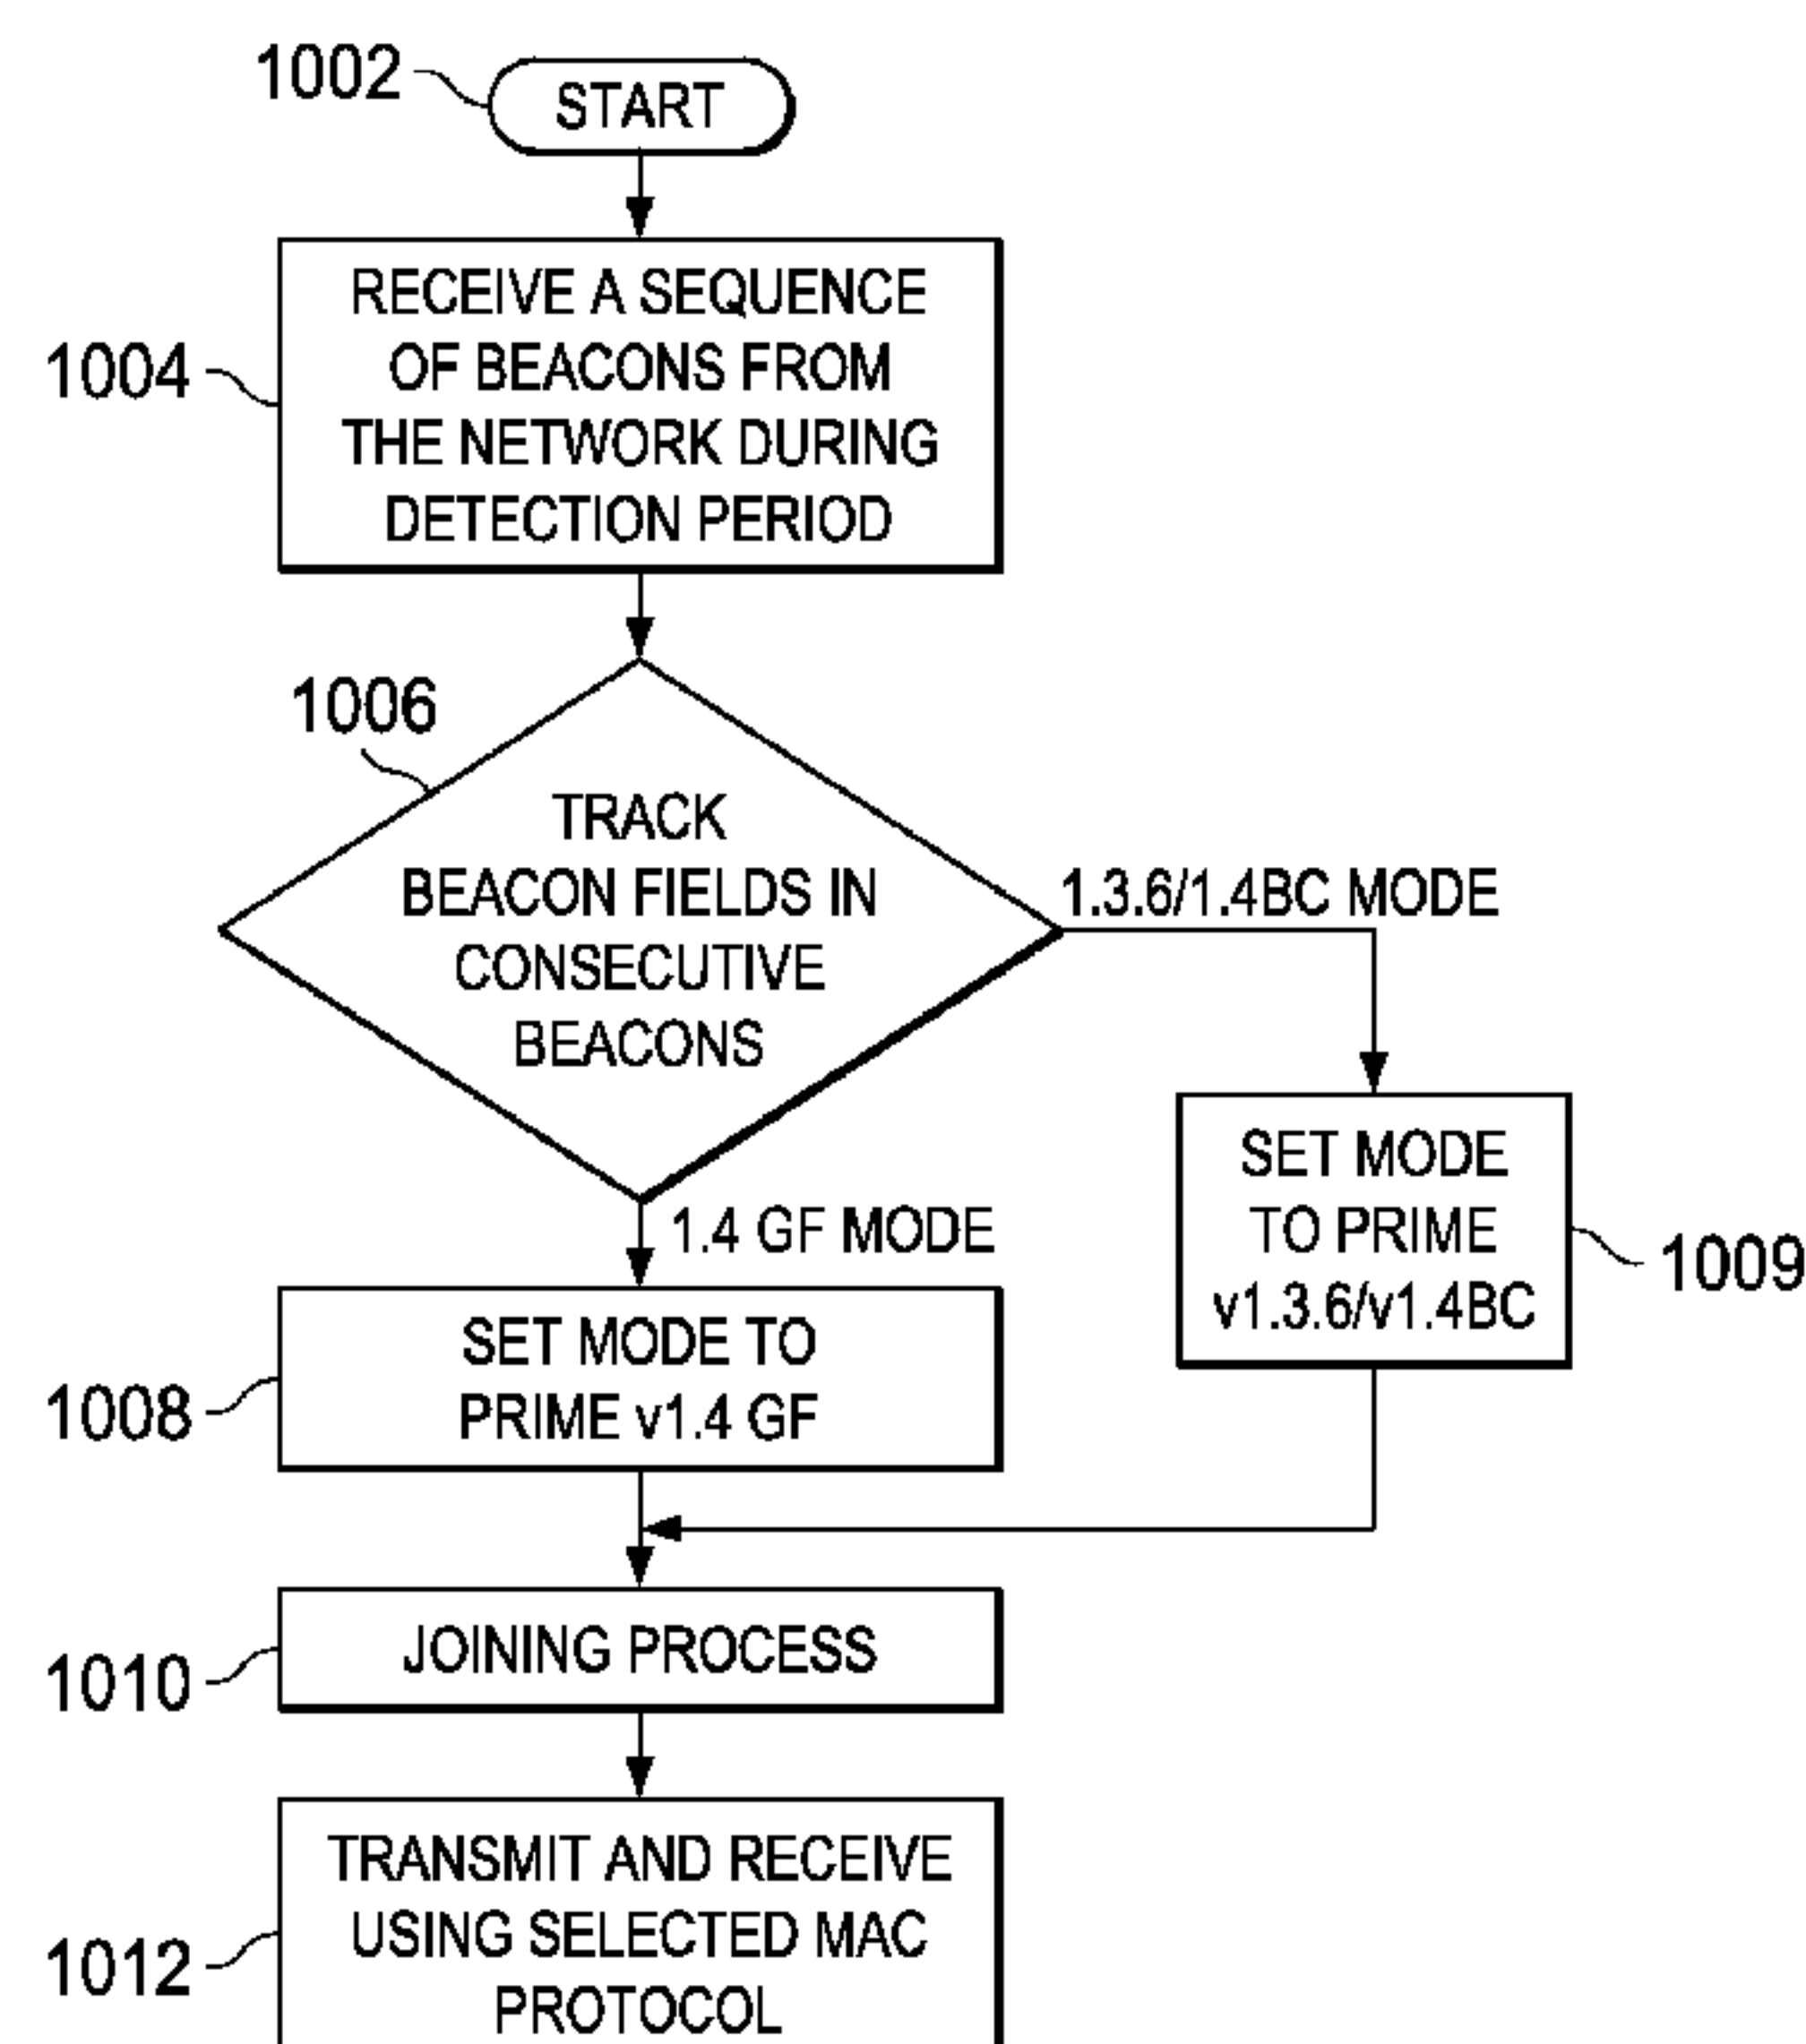 1002
START
1004
RECEIVE A SEQUENCE
OF BEACONS FROM
THE NETWORK DURING
DETECTION PERIOD
1006
TRACK
BEACON FIELDS IN
CONSECUTIVE
BEACONS
1.3.6/1.4BC MODE
1.4 GF MODE
SET MODE
TO PRIME
v1.3.6/v1.4BC
1009
1008
SET MODE TO
PRIME v1.4 GF
1010
JOINING PROCESS
1012
TRANSMIT AND RECEIVE
USING SELECTED MAC
PROTOCOL